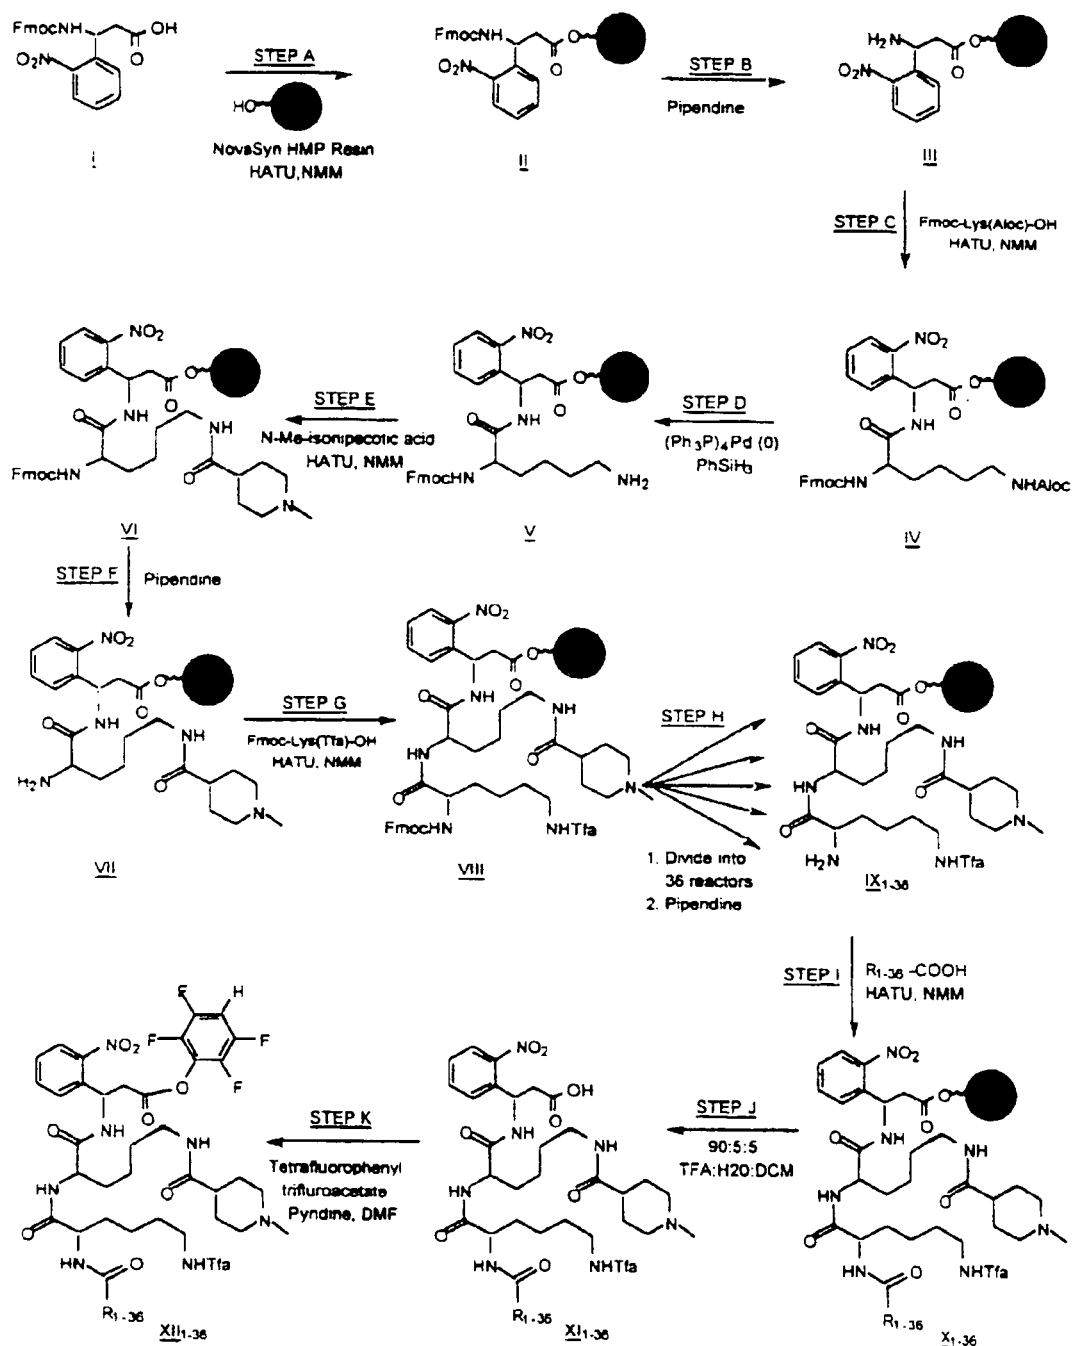 FmocNH
OH
O
NO2
I
STEP A
HO
NovaSyn HMP Resin
HATU,NMM
FmocNH
O
O
NO2
II
STEP B
Pipendine
H2N
O
O
NO2
III
STEP C
Fmoc-Lys(Aloc)-OH
HATU, NMM
NO2
O
O
NH
O
FmocHN
NHAloc
IV
STEP D
(Ph3P)4Pd (0)
PhSiH3
NO2
O
O
NH
O
FmocHN
NH2
V
STEP E
N-Me-isonipecotic acid
HATU, NMM
NO2
O
O
NH
O
NH
FmocHN
O
N
VI
STEP F
Pipendine
NO2
O
O
NH
O
NH
H2N
O
N
VII
STEP G
Fmoc-Lys(Tfa)-OH
HATU, NMM
NO2
O
O
NH
O
NH
HN
O
O
N
FmocHN
NHTfa
VIII
STEP H
1. Divide into
36 reactors
2. Pipendine
NO2
O
O
NH
O
NH
HN
O
O
N
H2N
NHTfa
IX1-36
STEP I
R1-36 -COOH
HATU, NMM
NO2
O
O
NH
O
NH
HN
O
O
N
HN
O
NHTfa
R1-36
X1-36
STEP J
90:5:5
TFA:H20:DCM
NO2
OH
O
NH
O
NH
HN
O
O
N
HN
O
NHTfa
R1-36
XI1-36
STEP K
Tetrafluorophenyl
trifluroacetate
Pyridine, DMF
F
H
F
F
F
NO2
O
O
NH
O
NH
HN
O
O
N
HN
O
NHTfa
R1-36
XII1-36